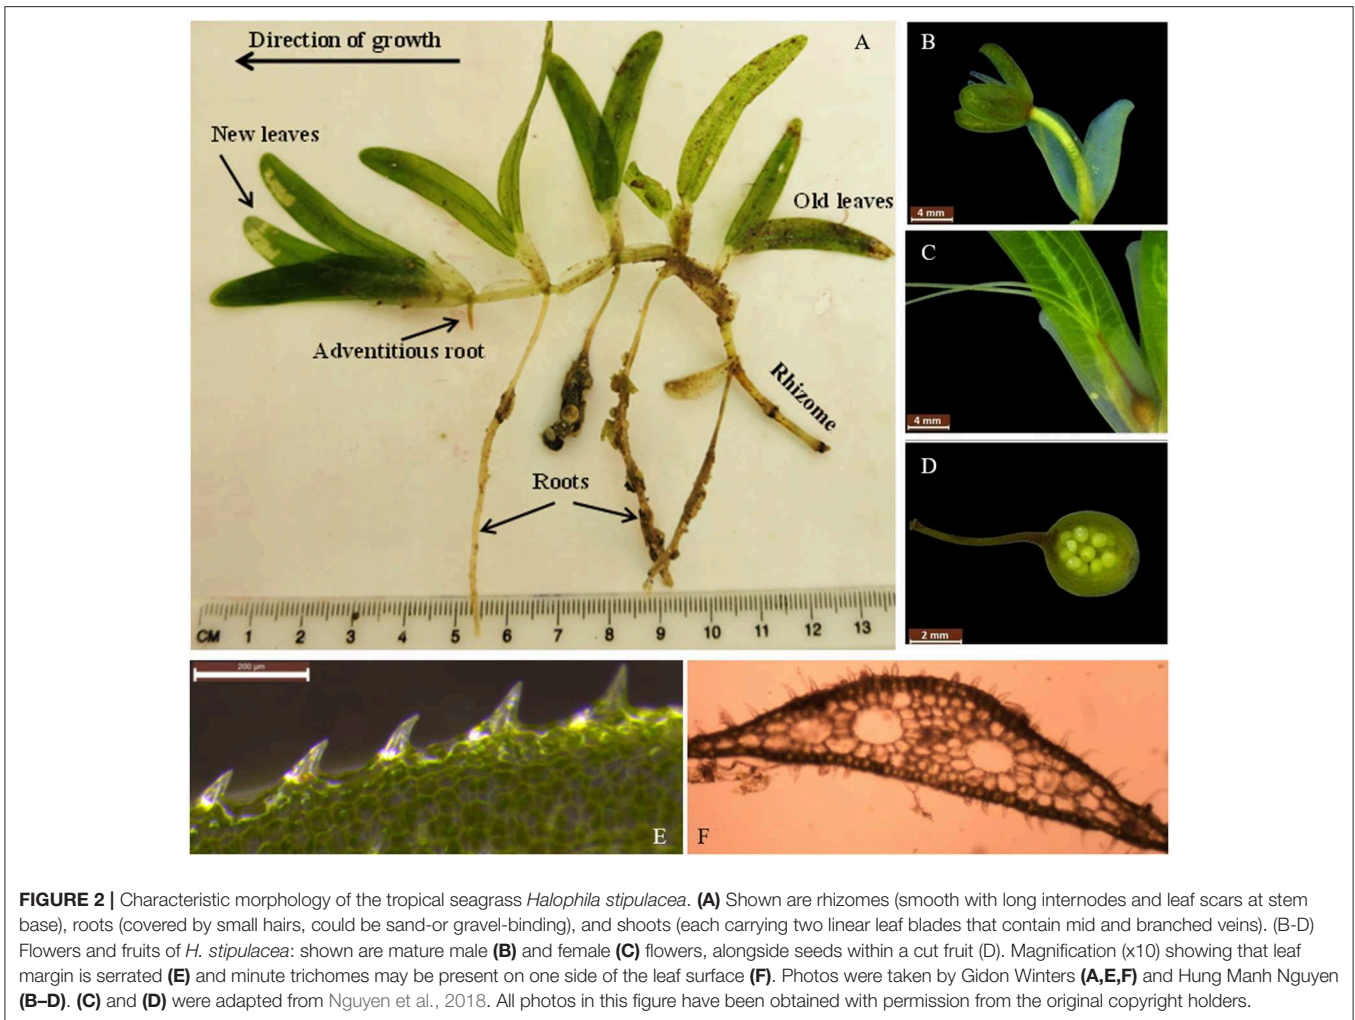 Direction of growth
A
New leaves
Old leaves
Adventitious root
Rhizome
Roots
CM 1 2 3 4 5 6 7 8 9 10 11 12 13
B
4 mm
C
4 mm
D
2 mm
200 µm
E
F
FIGURE 2 | Characteristic morphology of the tropical seagrass Halophila stipulacea. (A) Shown are rhizomes (smooth with long internodes and leaf scars at stem
base), roots (covered by small hairs, could be sand-or gravel-binding), and shoots (each carrying two linear leaf blades that contain mid and branched veins). (B-D)
Flowers and fruits of H. stipulacea: shown are mature male (B) and female (C) flowers, alongside seeds within a cut fruit (D). Magnification (x10) showing that leaf
margin is serrated (E) and minute trichomes may be present on one side of the leaf surface (F). Photos were taken by Gidon Winters (A,E,F) and Hung Manh Nguyen
(B–D). (C) and (D) were adapted from Nguyen et al., 2018. All photos in this figure have been obtained with permission from the original copyright holders.